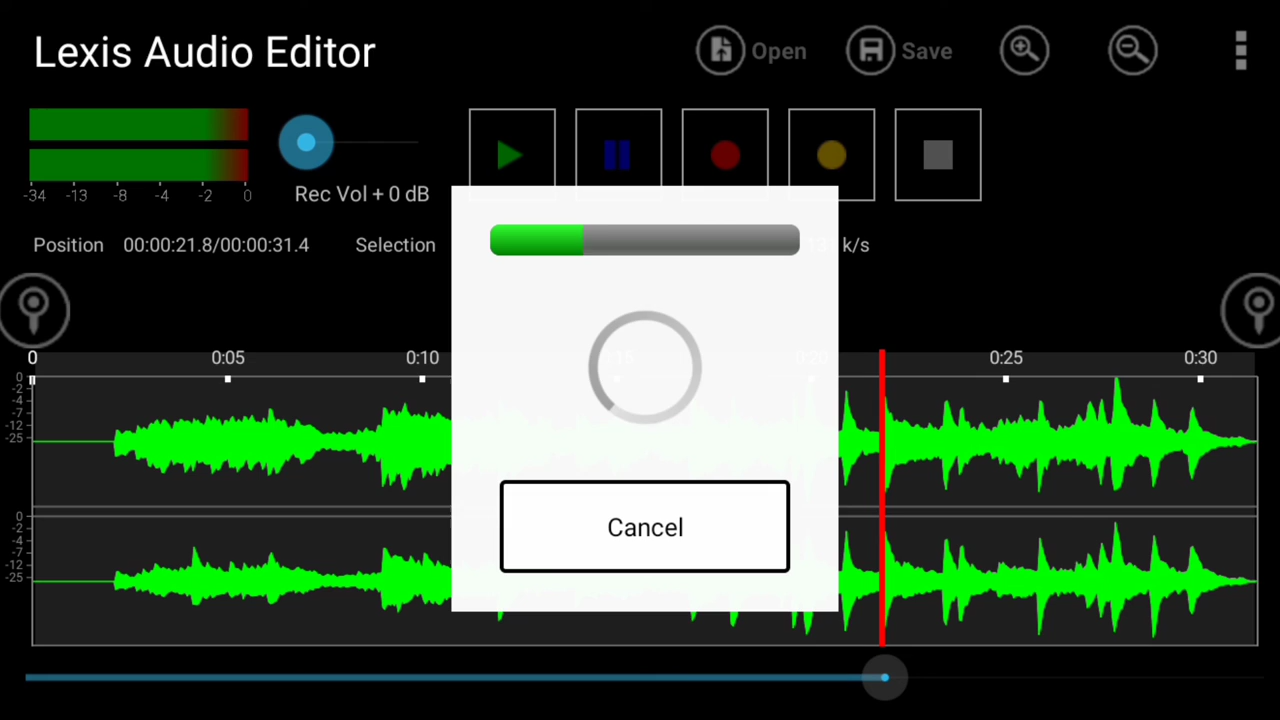 Lexis Audio Editor
Open
Save
-34 -13 -8 -4 -2 0
Rec Vol + 0 dB
Position 00:00:21.8/00:00:31.4 Selection k/s
0 0:05 0:10 0:20 0:25 0:30
0
-2
-4
-7
-12
-25
0
-2
-4
-7
-12
-25
Cancel